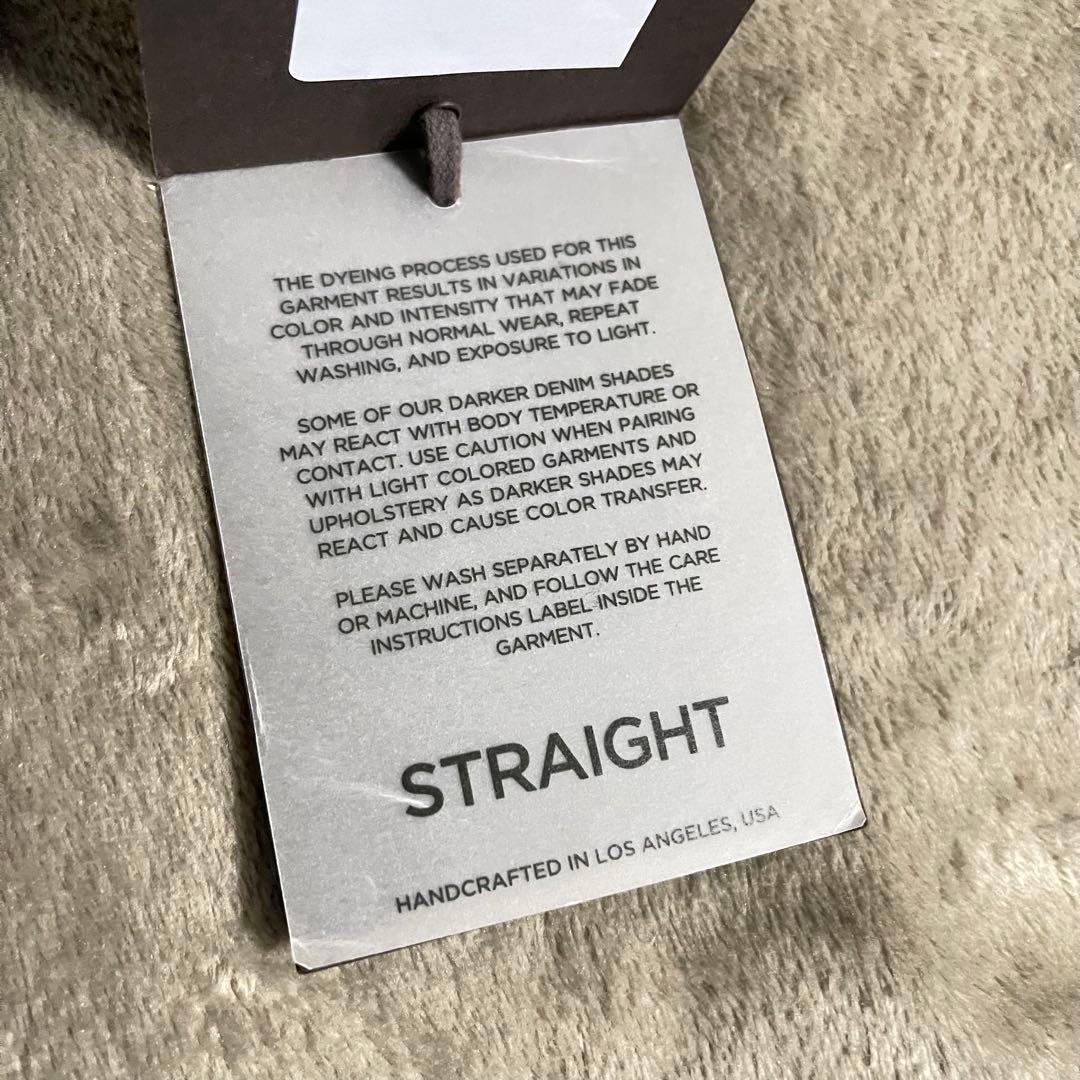 THE DYEING PROCESS USED FOR THIS
GARMENT RESULTS IN VARIATIONS IN
COLOR AND INTENSITY THAT MAY FADE
THROUGH NORMAL WEAR, REPEAT
WASHING, AND EXPOSURE TO LIGHT.
SOME OF OUR DARKER DENIM SHADES
MAY REACT WITH BODY TEMPERATURE OR
CONTACT. USE CAUTION WHEN PAIRING
WITH LIGHT COLORED GARMENTS AND
UPHOLSTERY AS DARKER SHADES MAY
REACT AND CAUSE COLOR TRANSFER.
PLEASE WASH SEPARATELY BY HAND
OR MACHINE, AND FOLLOW THE CARE
INSTRUCTIONS LABEL INSIDE THE
GARMENT.
STRAIGHT
HANDCRAFTED IN LOS ANGELES, USA